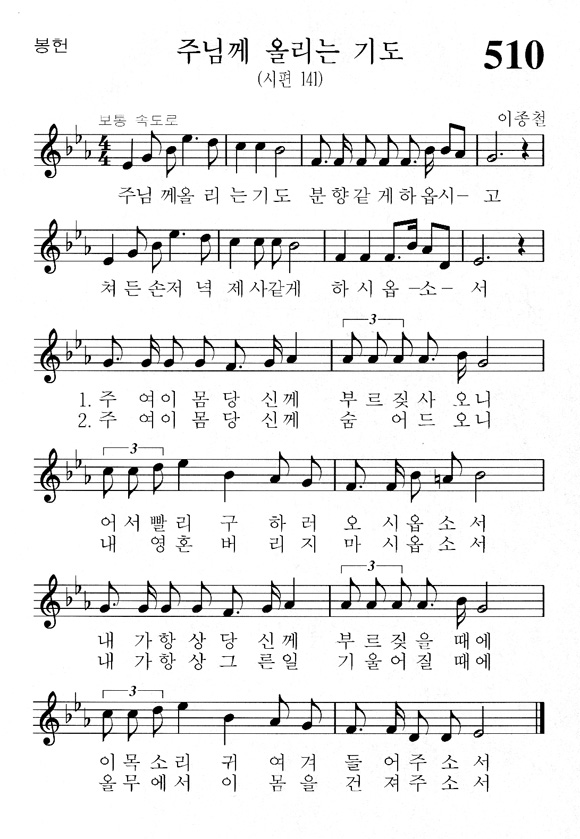 봉헌
주님께 올리는 기도
510
(시편 141)
보통 속도로
이종철
주님께올리는기도 분향같게하옵시-고
쳐든손저녁제사같게 하시옵-소-서
1. 주여이몸당신께 부르짖사오니
2. 주여이몸당신께 숨어드오니
어서빨리구하러 오시옵소서
내영혼버리지 마시옵소서
내가항상당신께 부르짖을때에
내가항상그른일 기울어질때에
이목소리귀여겨 들어주소서
올무에서이몸을 건져주소서